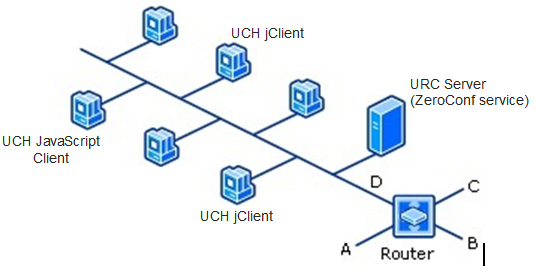 UCH jClient
URC Server
(ZeroConf service)
UCH JavaScript
Client
UCH jClient
D
C
A
B
Router